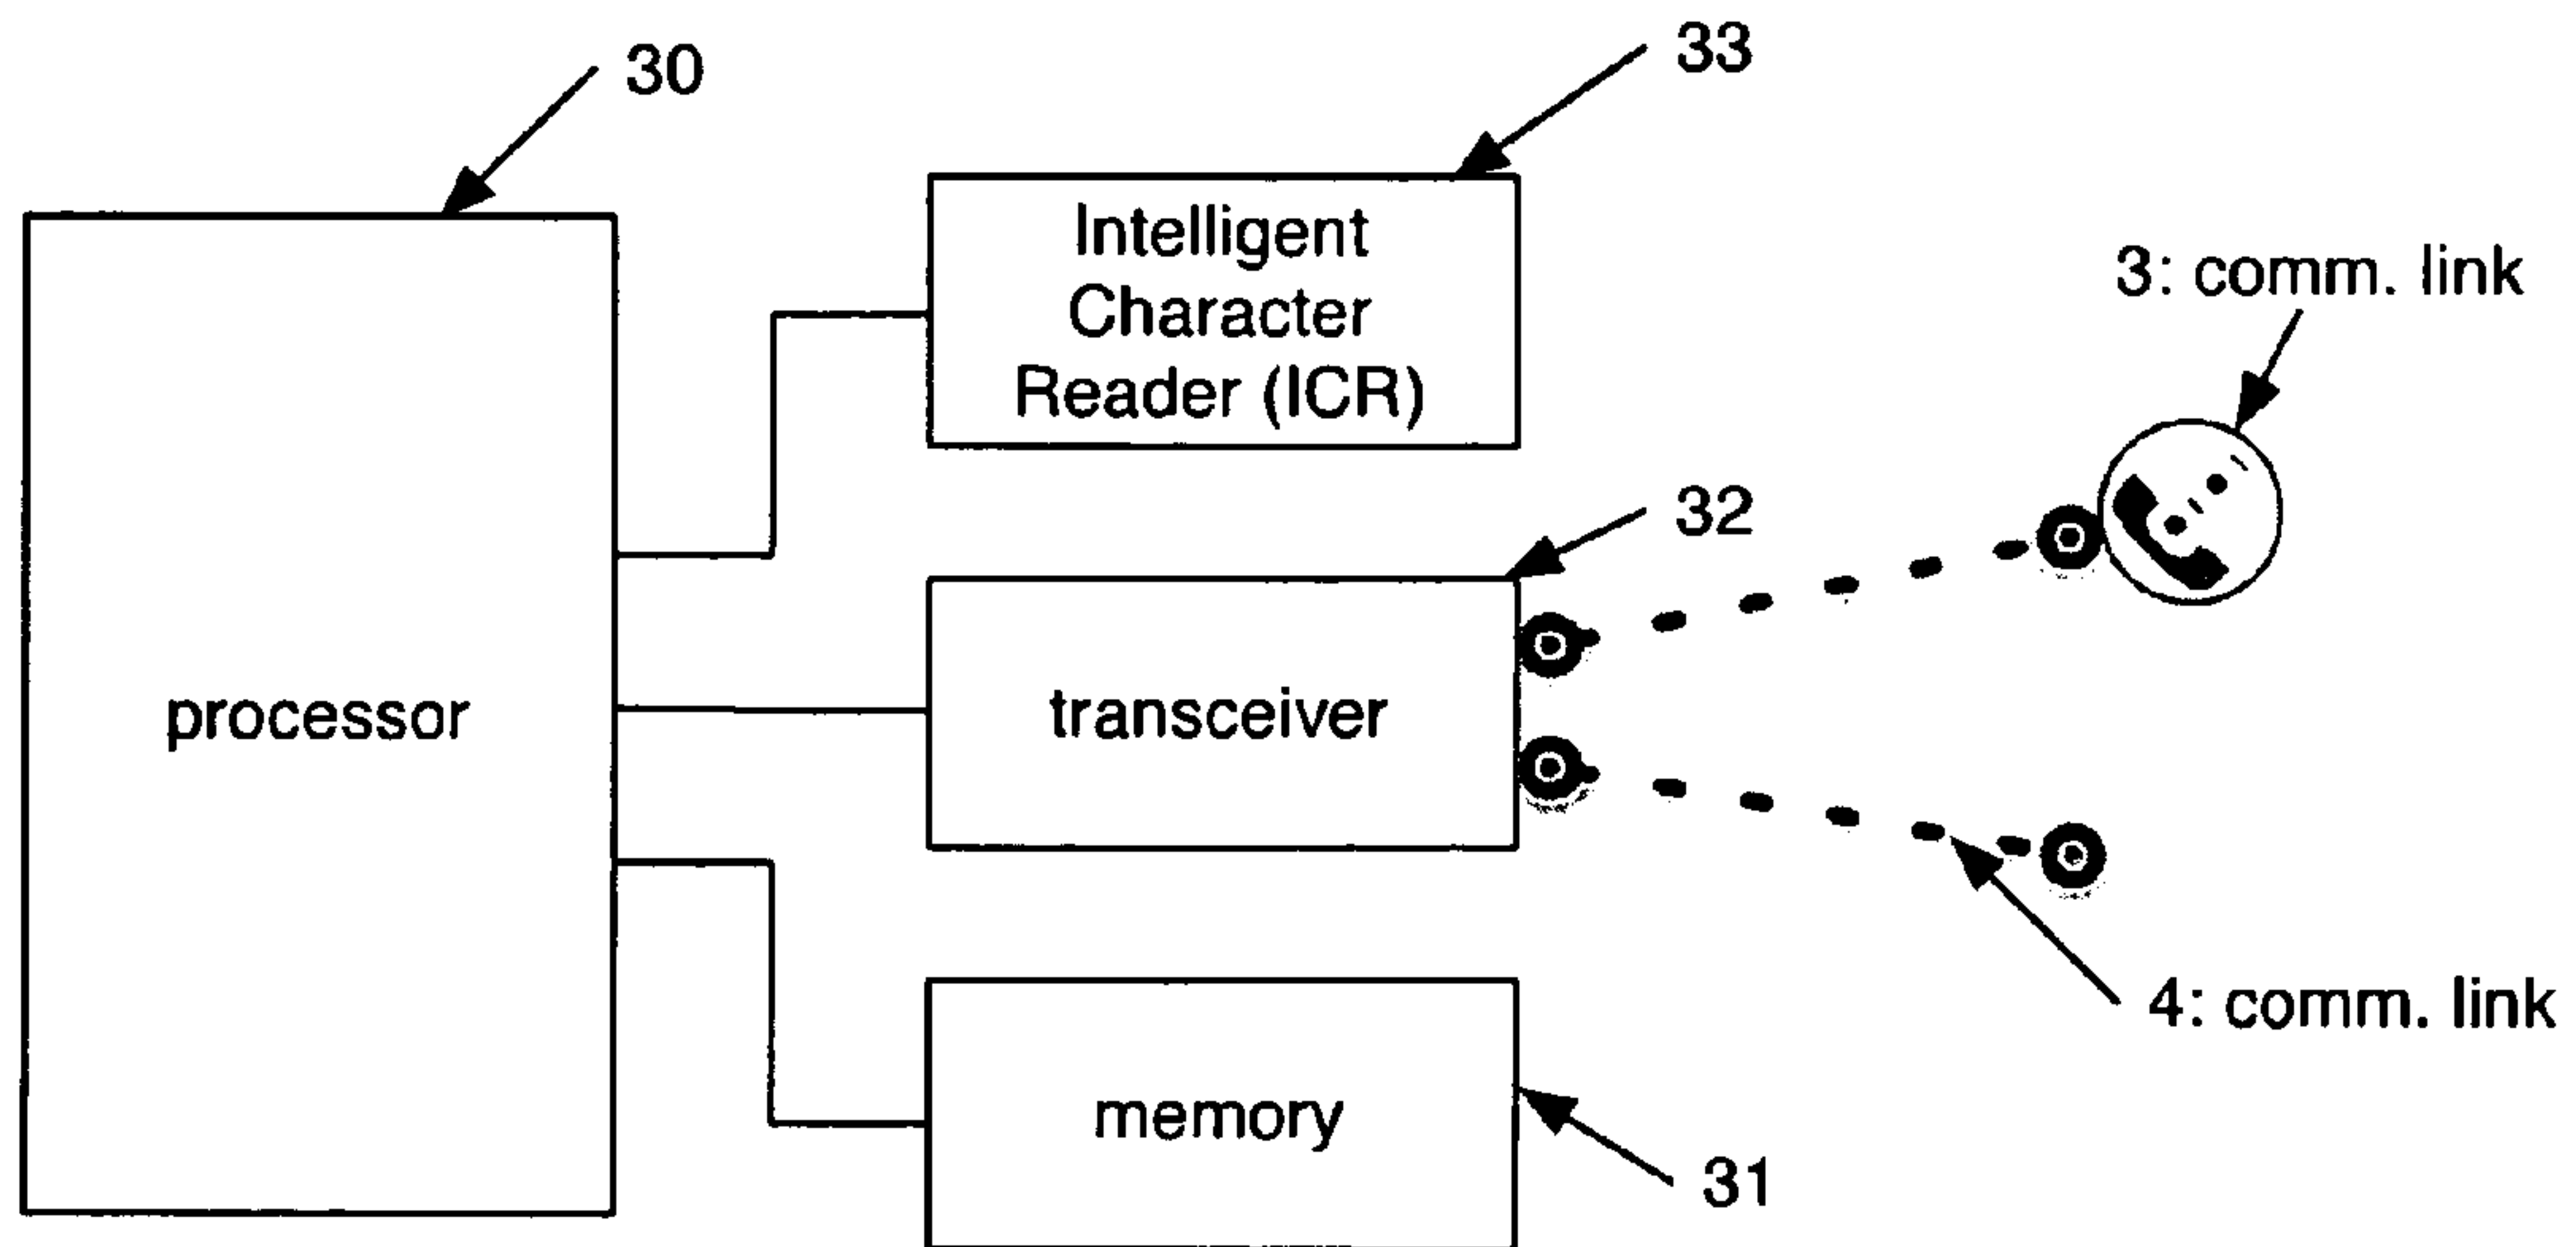 30
33
Intelligent
Character
Reader (ICR)
3: comm. link
32
processor
transceiver
4: comm. link
memory
31